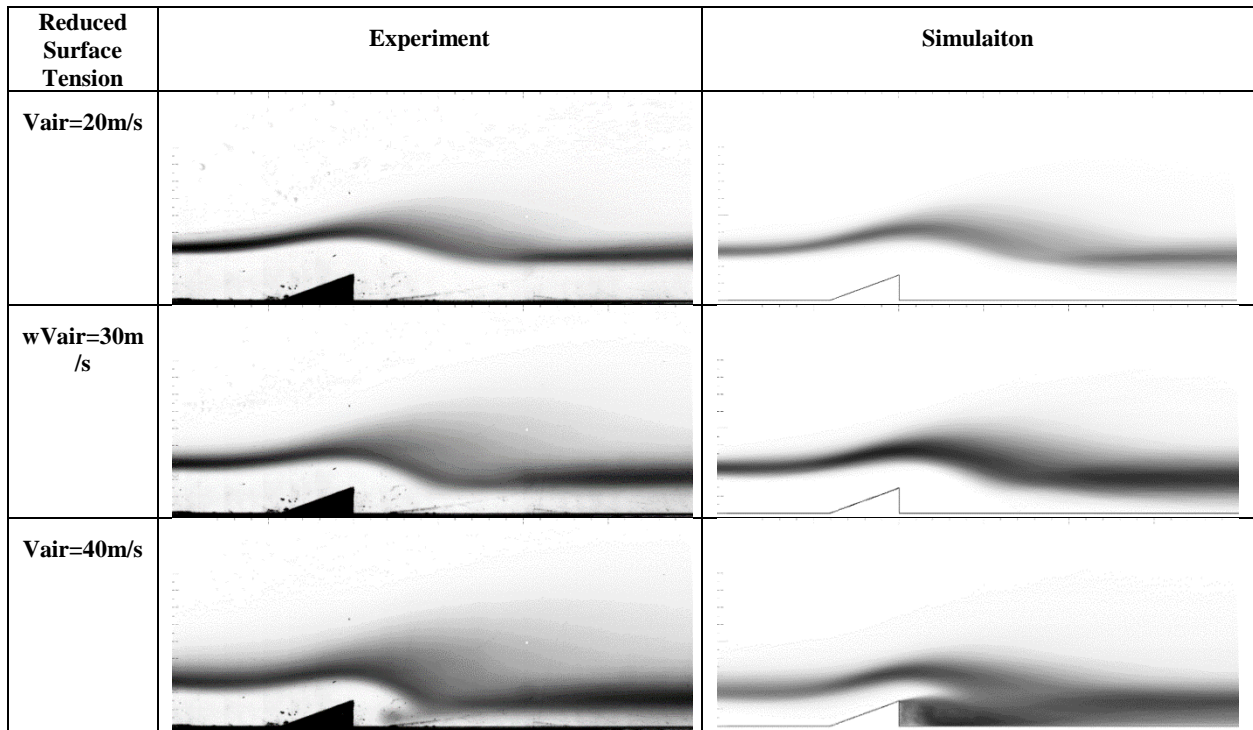 Reduced
Surface
Tension
Experiment
Simulaiton
Vair=20m/s
wVair=30m
/s
Vair=40m/s